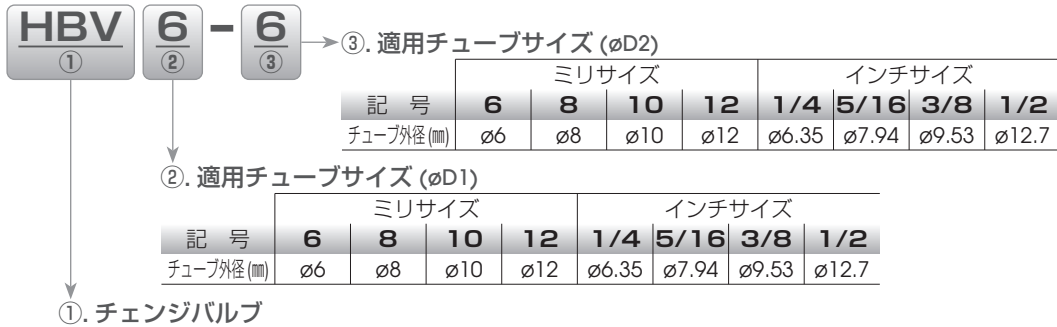 HBV 6 - 6
① ② ③
③. 適用チューブサイズ (øD2)
ミリサイズ インチサイズ
記 号 6 8 10 12 1/4 5/16 3/8 1/2
チューブ外径(㎜) ø6 ø8 ø10 ø12 ø6.35 ø7.94 ø9.53 ø12.7
②. 適用チューブサイズ (øD1)
ミリサイズ インチサイズ
記 号 6 8 10 12 1/4 5/16 3/8 1/2
チューブ外径(㎜) ø6 ø8 ø10 ø12 ø6.35 ø7.94 ø9.53 ø12.7
①. チェンジバルブ